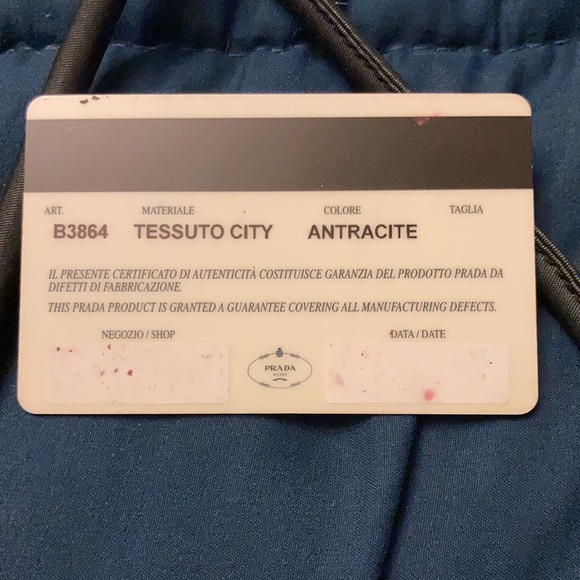 ART. MATERIALE COLORE TAGLIA
B3864 TESSUTO CITY ANTRACITE
IL PRESENTE CERTIFICATO DI AUTENTICITÀ COSTITUISCE GARANZIA DEL PRODOTTO PRADA DA
DIFETTI DI FABBRICAZIONE.
THIS PRADA PRODUCT IS GRANTED A GUARANTEE COVERING ALL MANUFACTURING DEFECTS.
NEGOZIO / SHOP DATA / DATE
PRADA
MILANO